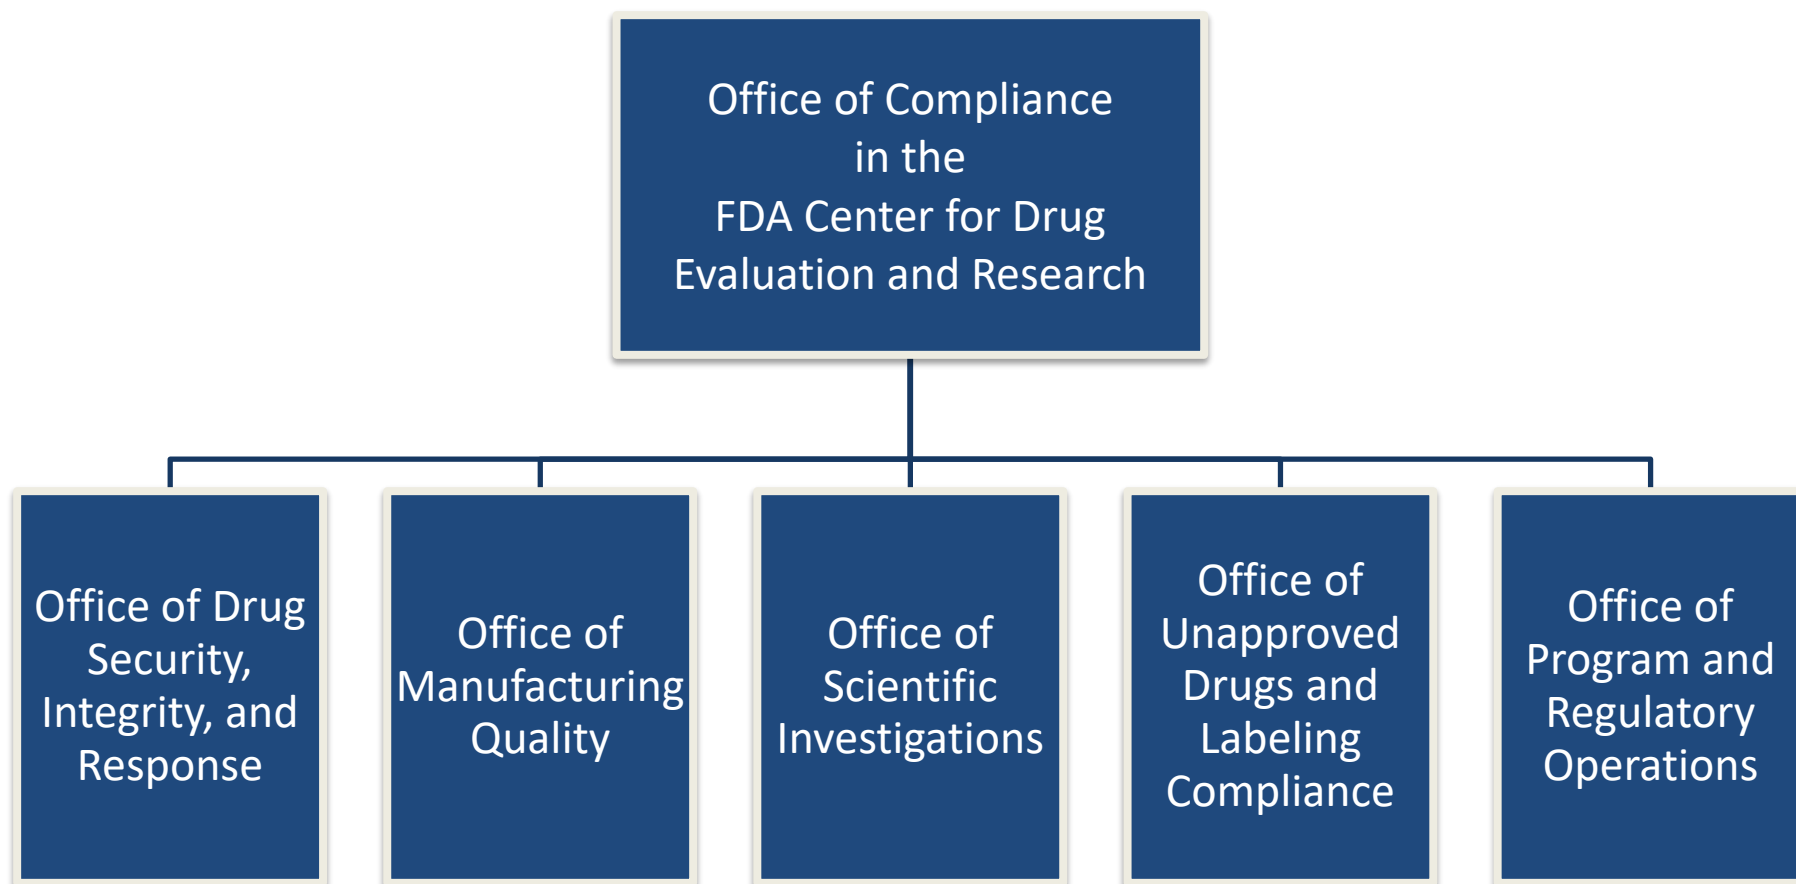 Office of Compliance
in the
FDA Center for Drug
Evaluation and Research
Office of Drug
Security,
Integrity, and
Response
Office of
Manufacturing
Quality
Office of
Scientific
Investigations
Office of
Unapproved
Drugs and
Labeling
Compliance
Office of
Program and
Regulatory
Operations